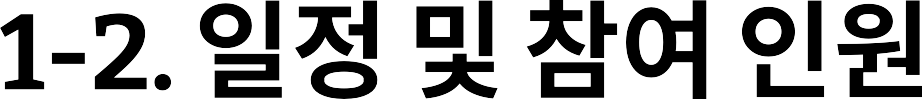 1-2. 일정 및 참여 인원